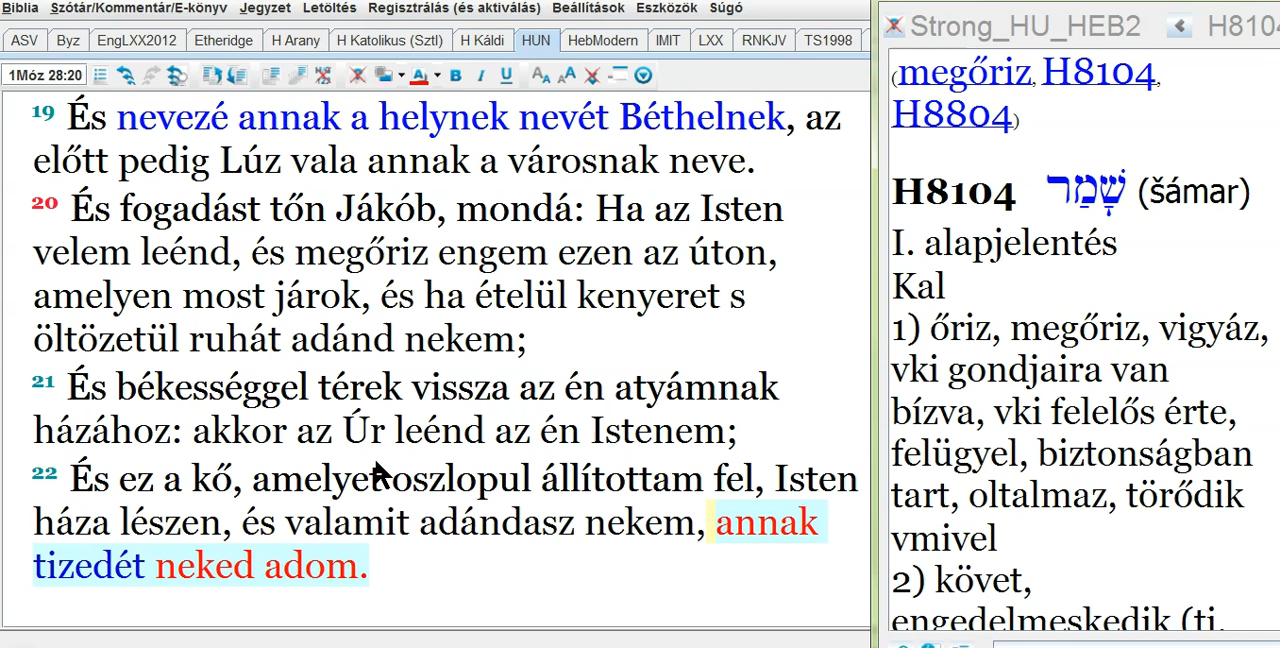 Biblia Szótár/Kommentár/E-könyv Jegyzet Letöltés Regisztrálás (és aktiválás) Beállítások Eszközök Súgó
ASV Byz EngLXX2012 Etheridge H Arany H Katolikus (SztI) H Káldi HUN HebModern IMIT LXX RNKJV TS1998
1Móz 28:20
19 És nevezé annak a helynek nevét Béthelnek, az
előtt pedig Lúz vala annak a városnak neve.
20 És fogadást tőn Jákób, mondá: Ha az Isten
velem leénd, és megőriz engem ezen az úton,
amelyen most járok, és ha ételül kenyeret s
öltözetül ruhát adánd nekem;
21 És békességgel térek vissza az én atyámnak
házához: akkor az Úr leénd az én Istenem;
22 És ez a kő, amelyet oszlopul állítottam fel, Isten
háza lészen, és valamit adándasz nekem, annak
tizedét neked adom.
Strong_HU_HEB2
(megőriz, H8104,
H8804)
H8104 שָׁמַר (šámar)
I. alapjelentés
Kal
1) őriz, megőriz, vigyáz,
vki gondjaira van
bízva, vki felelős érte,
felügyel, biztonságban
tart, oltalmaz, törődik
vmivel
2) követ,
engedelmeskedik (ti.